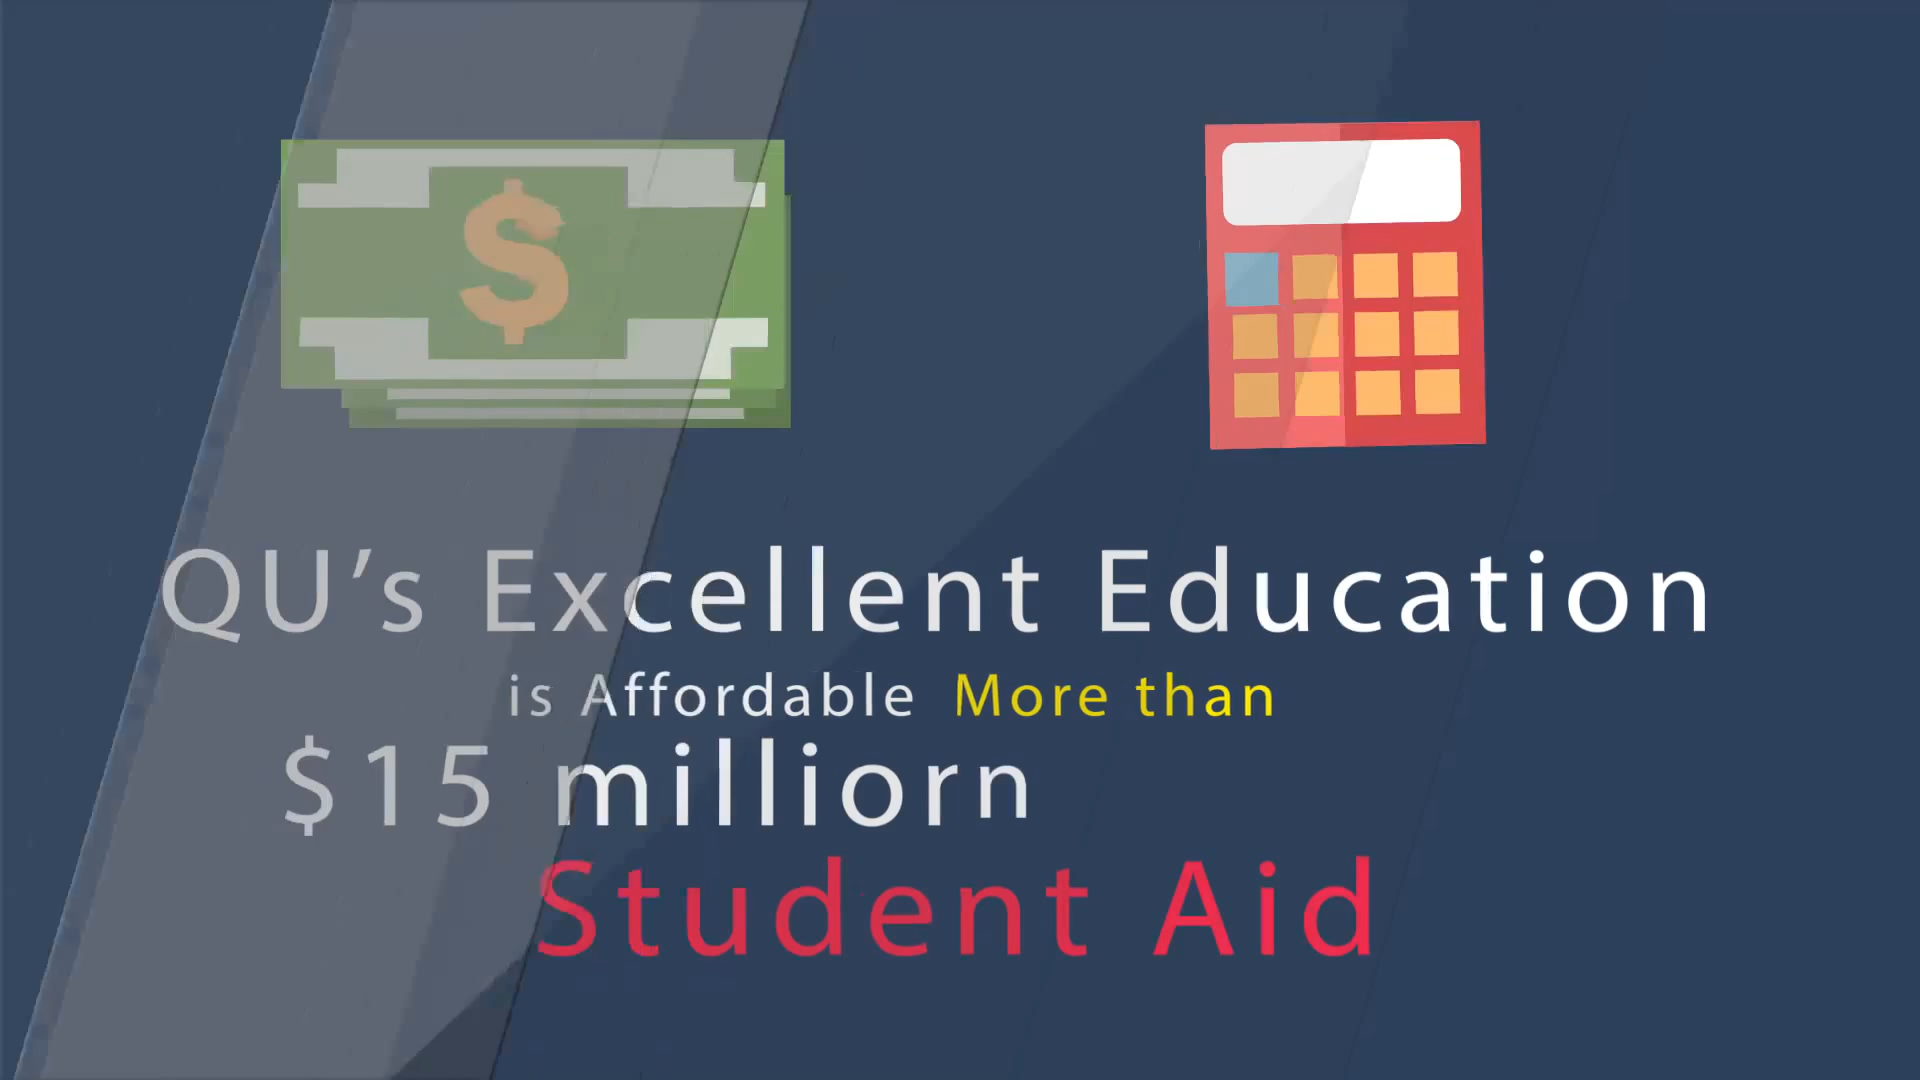 QU’s Excellent Education
is Affordable More than
$15 milliorn
Student Aid